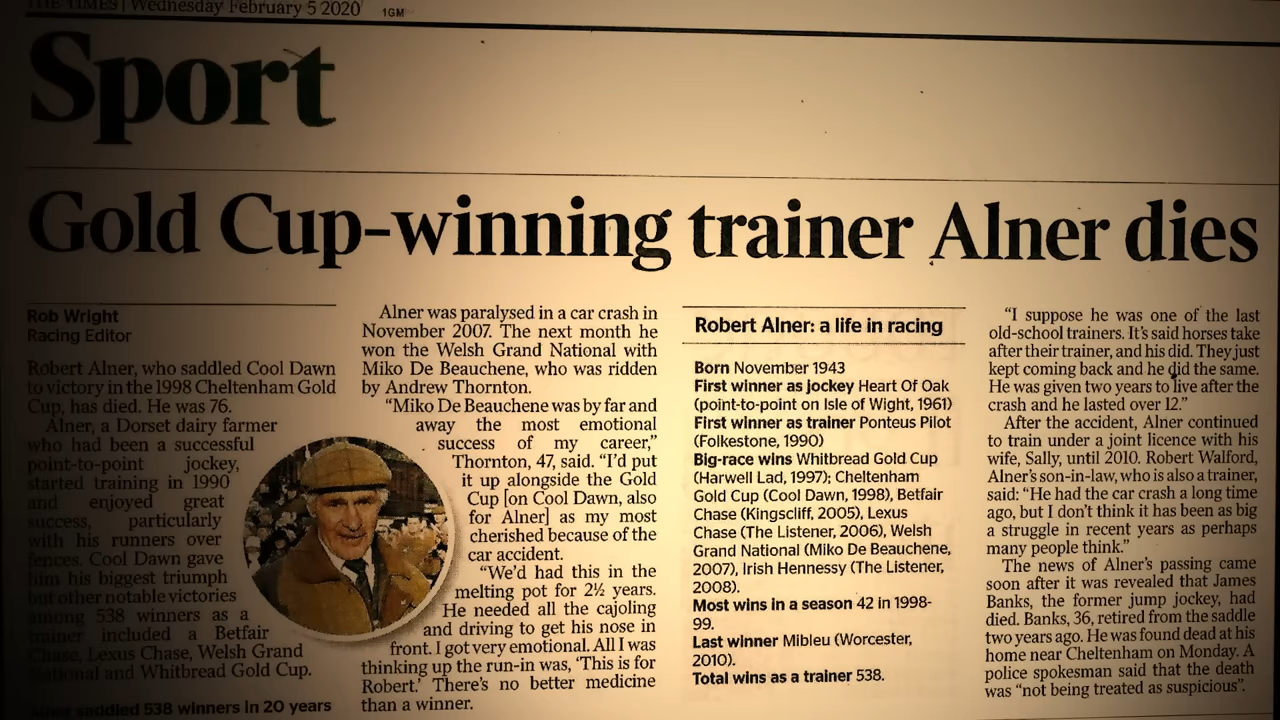 THE TIMES | Wednesday February 5 2020 1GM
Sport
Gold Cup-winning trainer Alner dies
Rob Wright
Racing Editor
Robert Alner, who saddled Cool Dawn
to victory in the 1998 Cheltenham Gold
Cup, has died. He was 76.
Alner, a Dorset dairy farmer
who had been a successful
point-to-point jockey,
started training in 1990
and enjoyed great
success, particularly
with his runners over
fences. Cool Dawn gave
him his biggest triumph
but other notable victories
among 538 winners as a
trainer included a Betfair
Chase, Lexus Chase, Welsh Grand
National and Whitbread Gold Cup.
Alner saddled 538 winners in 20 years
Alner was paralysed in a car crash in
November 2007. The next month he
won the Welsh Grand National with
Miko De Beauchene, who was ridden
by Andrew Thornton.
“Miko De Beauchene was by far and
away the most emotional
success of my career,”
Thornton, 47, said. “I’d put
it up alongside the Gold
Cup [on Cool Dawn, also
for Alner] as my most
cherished because of the
car accident.
“We’d had this in the
melting pot for 2½ years.
He needed all the cajoling
and driving to get his nose in
front. I got very emotional. All I was
thinking up the run-in was, ‘This is for
Robert.’ There’s no better medicine
than a winner.
Robert Alner: a life in racing
Born November 1943
First winner as jockey Heart Of Oak
(point-to-point on Isle of Wight, 1961)
First winner as trainer Ponteus Pilot
(Folkestone, 1990)
Big-race wins Whitbread Gold Cup
(Harwell Lad, 1997); Cheltenham
Gold Cup (Cool Dawn, 1998), Betfair
Chase (Kingscliff, 2005), Lexus
Chase (The Listener, 2006), Welsh
Grand National (Miko De Beauchene,
2007), Irish Hennessy (The Listener,
2008).
Most wins in a season 42 in 1998-
99.
Last winner Mibleu (Worcester,
2010).
Total wins as a trainer 538.
“I suppose he was one of the last
old-school trainers. It’s said horses take
after their trainer, and his did. They just
kept coming back and he did the same.
He was given two years to live after the
crash and he lasted over 12.”
After the accident, Alner continued
to train under a joint licence with his
wife, Sally, until 2010. Robert Walford,
Alner’s son-in-law, who is also a trainer,
said: “He had the car crash a long time
ago, but I don’t think it has been as big
a struggle in recent years as perhaps
many people think.”
The news of Alner’s passing came
soon after it was revealed that James
Banks, the former jump jockey, had
died. Banks, 36, retired from the saddle
two years ago. He was found dead at his
home near Cheltenham on Monday. A
police spokesman said that the death
was “not being treated as suspicious”.